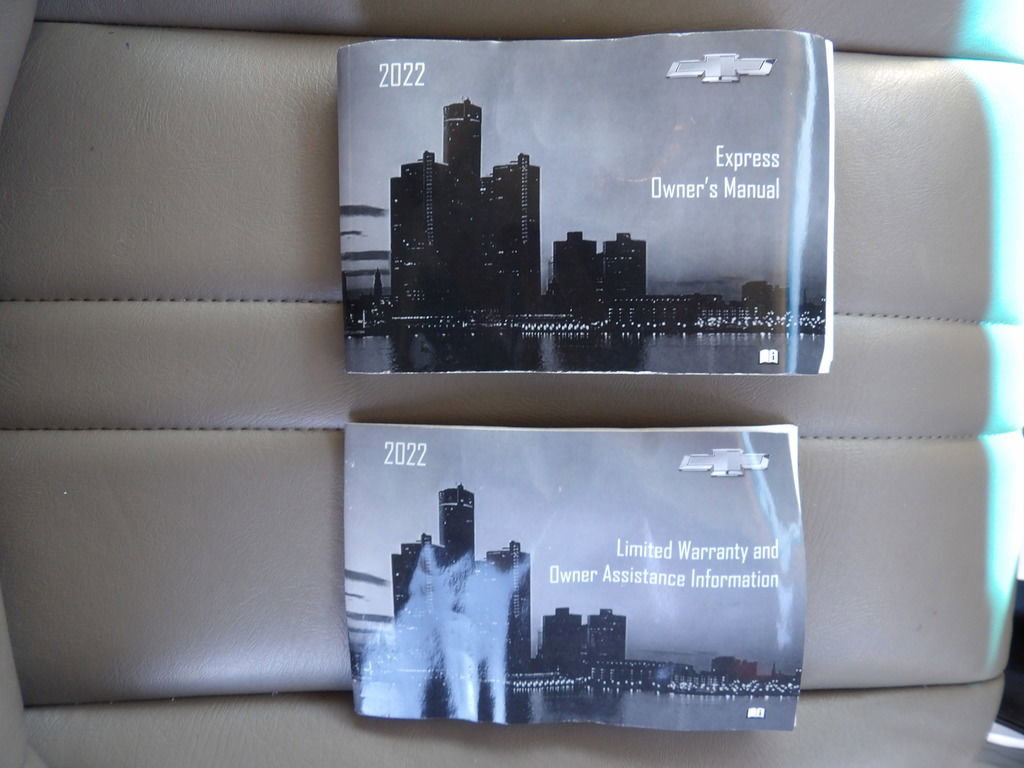 2022
Express
Owner's Manual
2022
Limited Warranty and
Owner Assistance Information